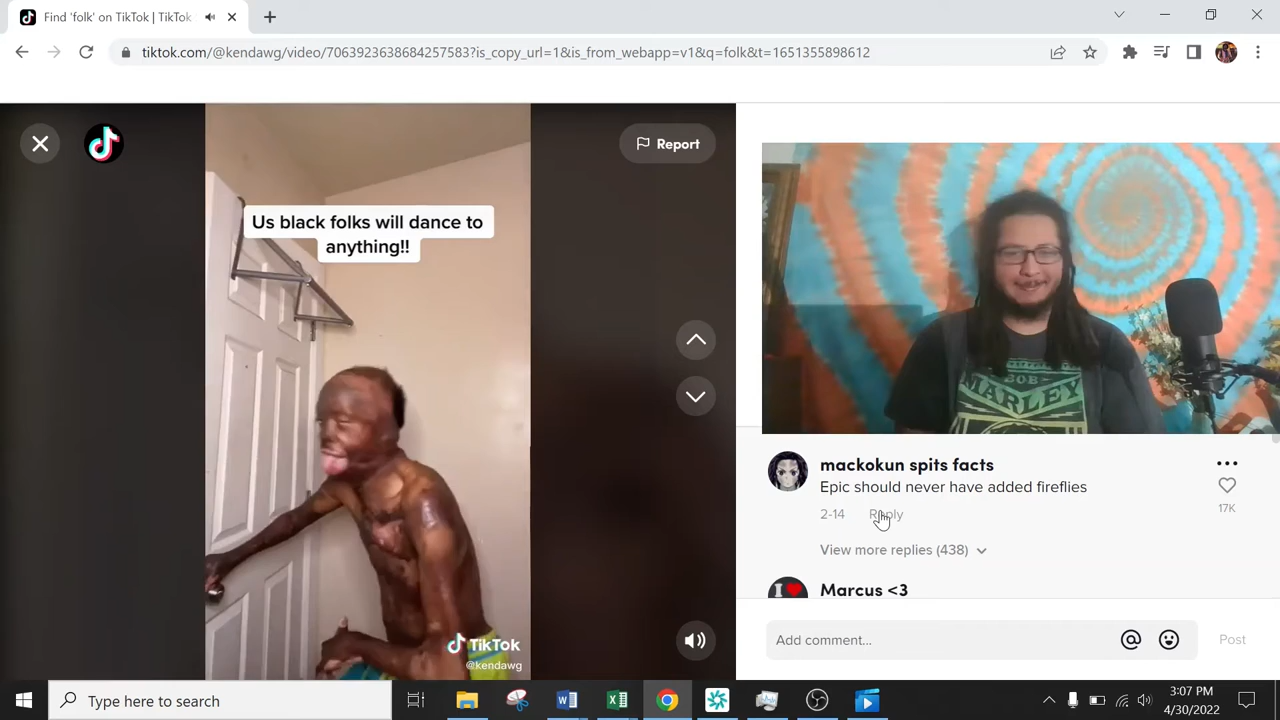 Find 'folk' on TikTok | TikTok
tiktok.com/@kendawg/video/7063923638684257583?is_copy_url=1&is_from_webapp=v1&q=folk&t=1651355898612
Report
Us black folks will dance to
anything!!
TikTok
@kendawg
BOB
MARLEY
mackokun spits facts
Epic should never have added fireflies
2-14 Reply
17K
View more replies (438)
I
Marcus <3
Add comment...
Post
Type here to search
3:07 PM
4/30/2022